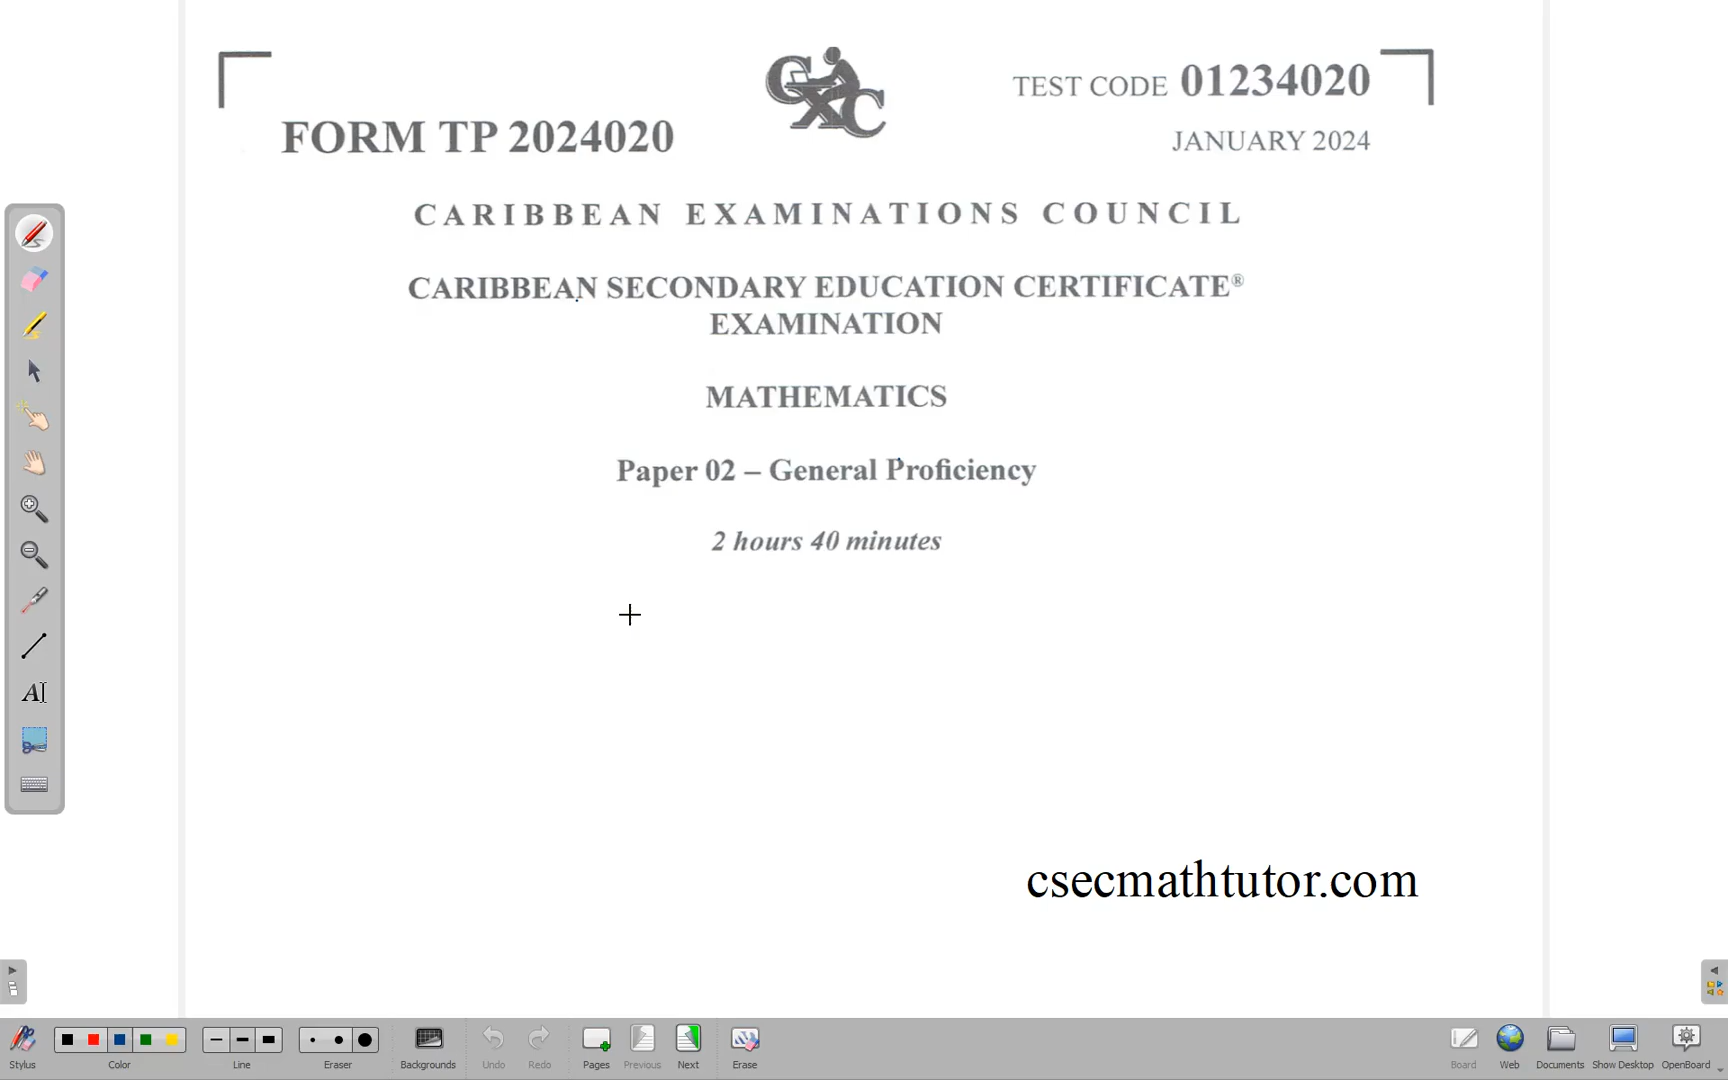 CXC
TEST CODE 01234020
FORM TP 2024020
JANUARY 2024
CARIBBEAN EXAMINATIONS COUNCIL
CARIBBEAN SECONDARY EDUCATION CERTIFICATE®
EXAMINATION
MATHEMATICS
Paper 02 – General Proficiency
2 hours 40 minutes
csecmathtutor.com
Stylus
Color
Line
Eraser
Backgrounds
Undo
Redo
Pages
Previous
Next
Erase
Board
Web
Documents
Show Desktop
OpenBoard